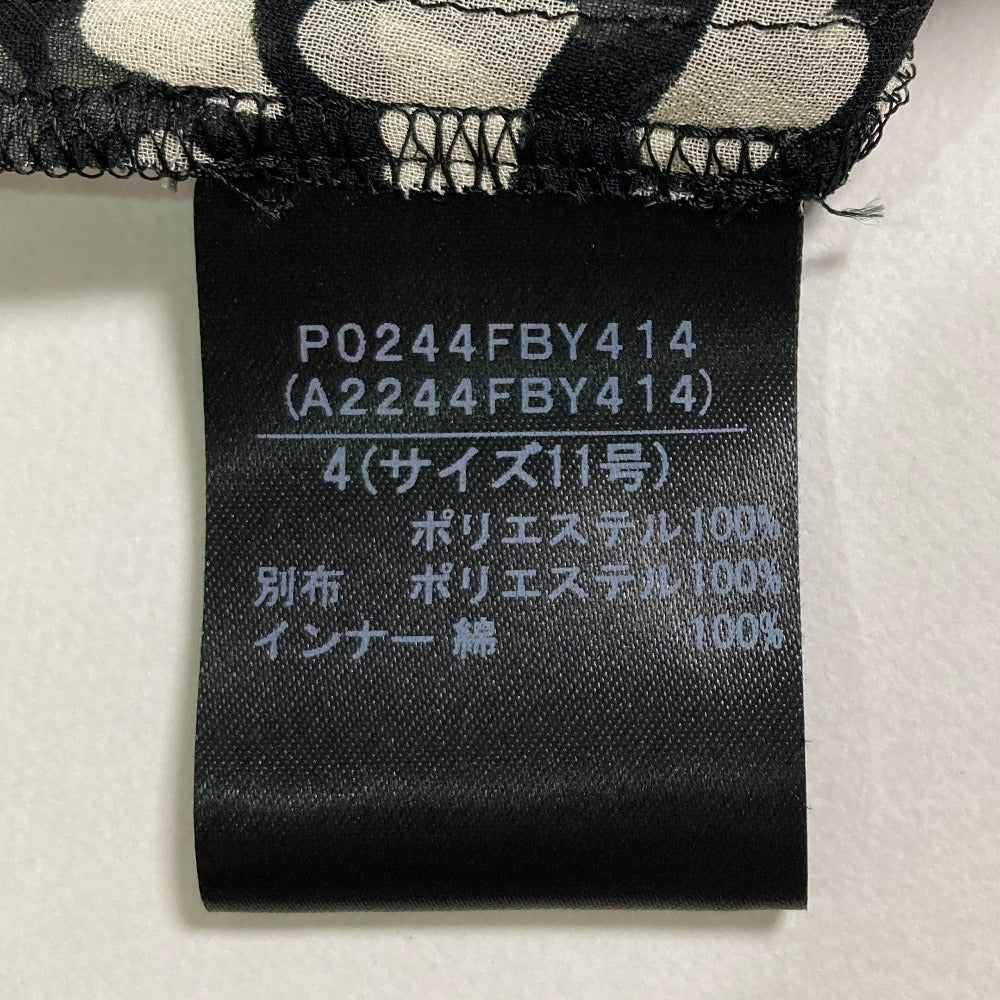 P0244FBY414
(A2244FBY414)
4(サイズ11号)
ポリエステル100%
別布 ポリエステル100%
インナー 綿 100%